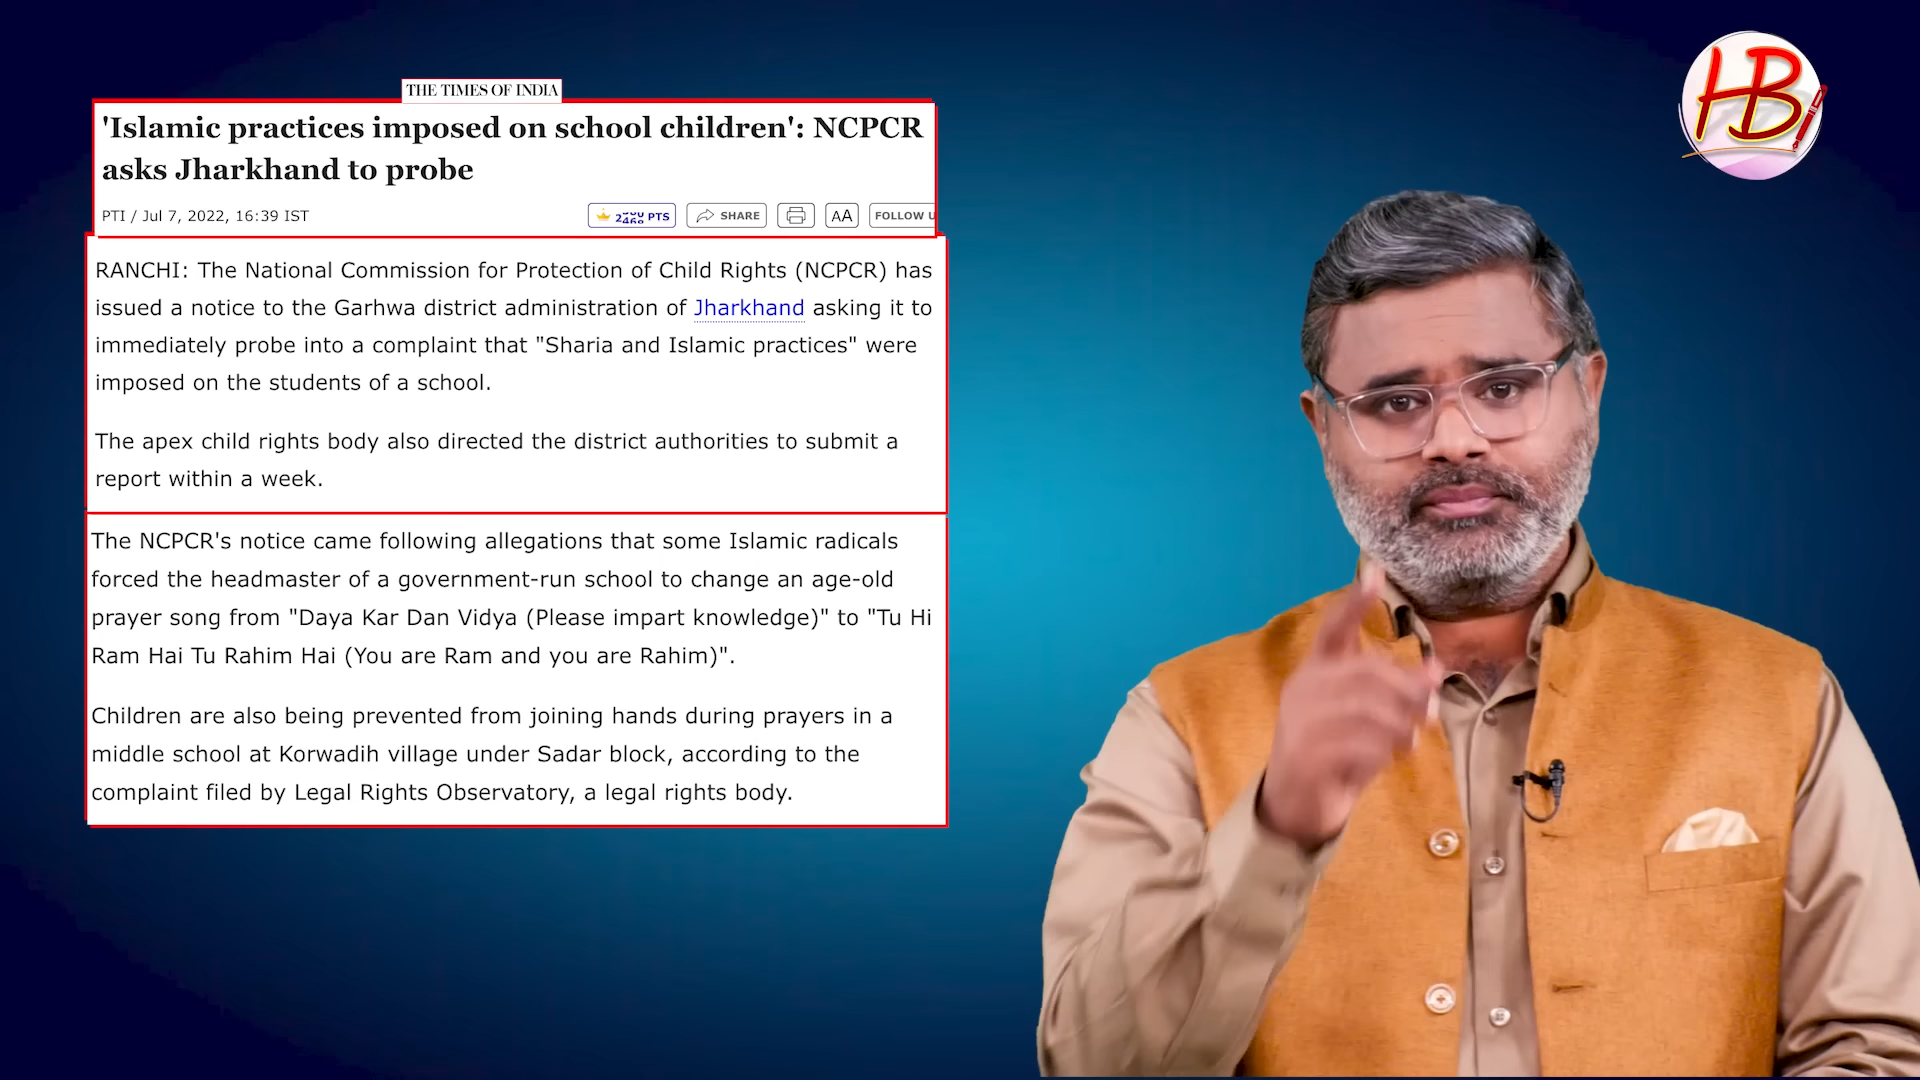 THE TIMES OF INDIA
'Islamic practices imposed on school children': NCPCR
asks Jharkhand to probe
PTI / Jul 7, 2022, 16:39 IST
PTS
SHARE
AA
FOLLOW U
RANCHI: The National Commission for Protection of Child Rights (NCPCR) has
issued a notice to the Garhwa district administration of Jharkhand asking it to
immediately probe into a complaint that "Sharia and Islamic practices" were
imposed on the students of a school.
The apex child rights body also directed the district authorities to submit a
report within a week.
The NCPCR's notice came following allegations that some Islamic radicals
forced the headmaster of a government-run school to change an age-old
prayer song from "Daya Kar Dan Vidya (Please impart knowledge)" to "Tu Hi
Ram Hai Tu Rahim Hai (You are Ram and you are Rahim)".
Children are also being prevented from joining hands during prayers in a
middle school at Korwadih village under Sadar block, according to the
complaint filed by Legal Rights Observatory, a legal rights body.
HB